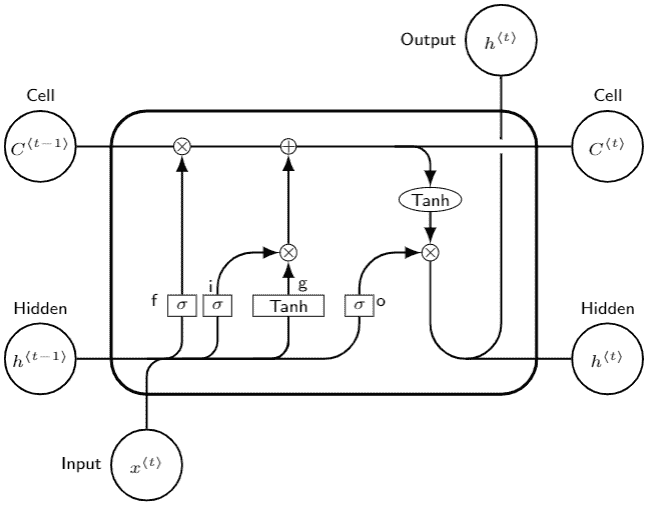 Output h⟨t⟩
Cell
Cell
C⟨t−1⟩
×
+
C⟨t⟩
Tanh
×
×
i
g
f σ
σ
Tanh
σ o
Hidden
Hidden
h⟨t−1⟩
h⟨t⟩
Input x⟨t⟩